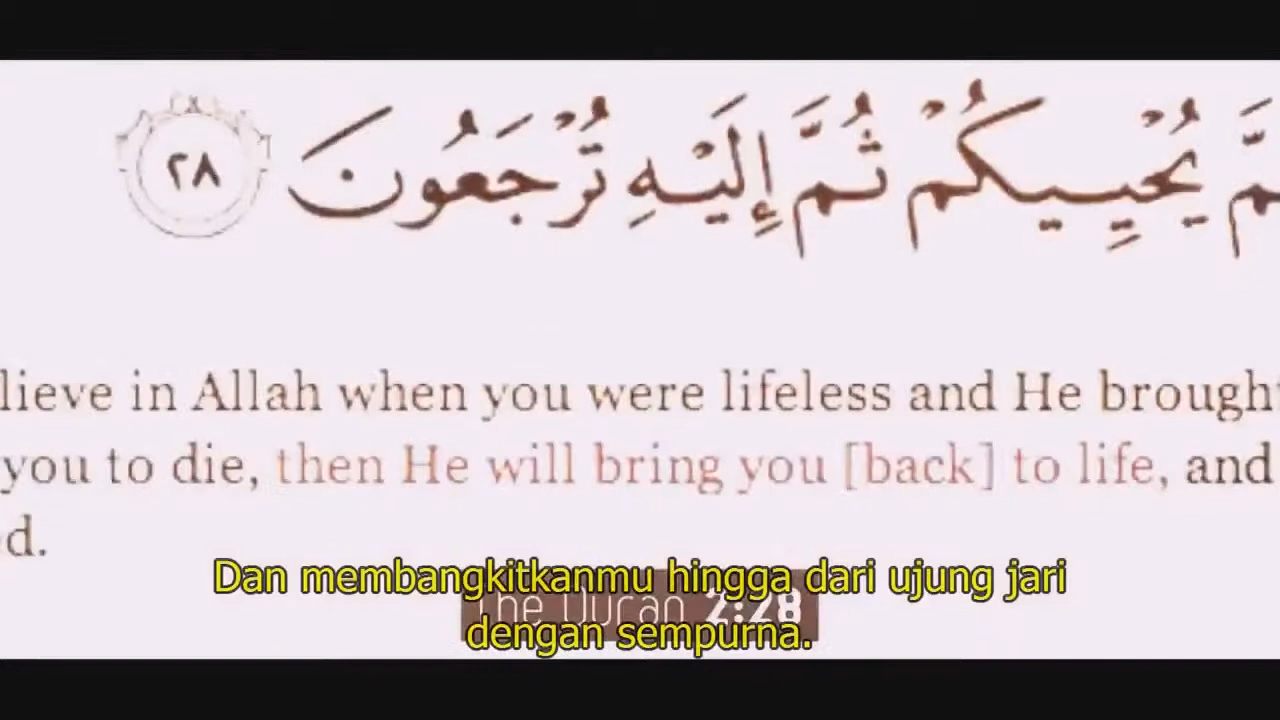 يُحْيِيكُمْ ثُمَّ إِلَيْهِ تُرْجَعُونَ ٢٨
lieve in Allah when you were lifeless and He brough
you to die, then He will bring you [back] to life, and
d.
Dan membangkitkanmu hingga dari ujung jari
The Quran 2:28
dengan sempurna.